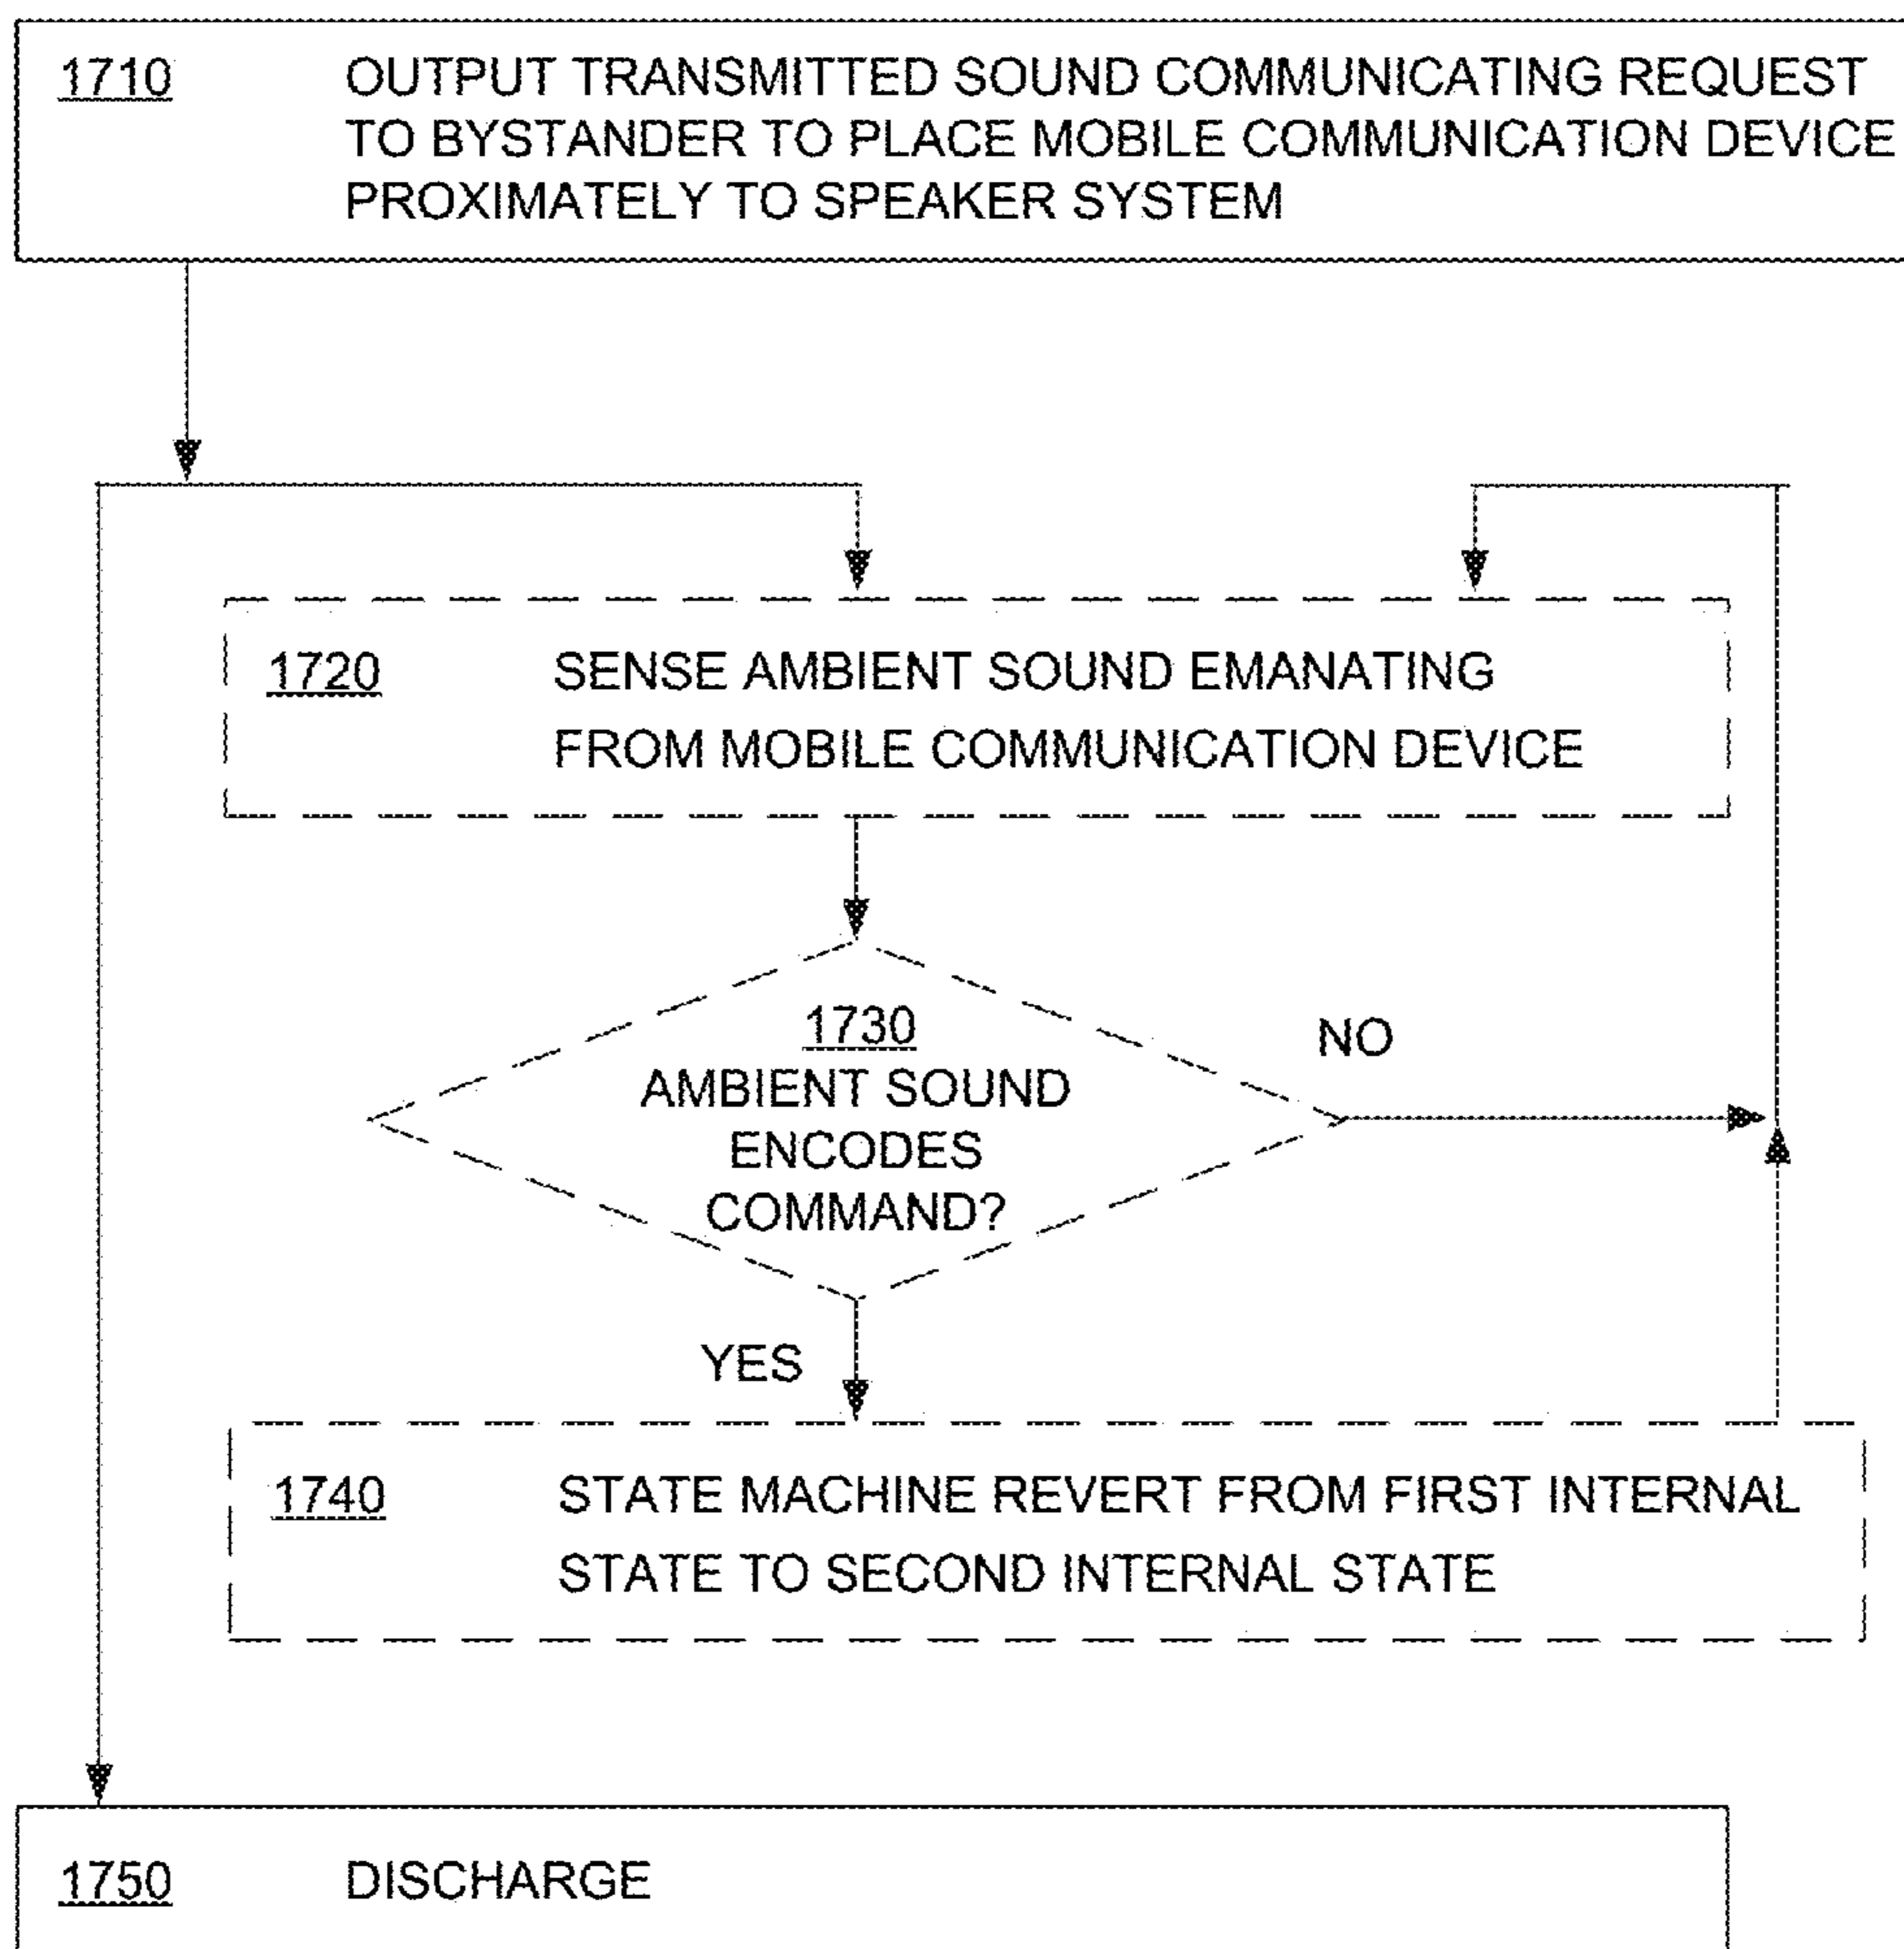 1710 OUTPUT TRANSMITTED SOUND COMMUNICATING REQUEST
TO BYSTANDER TO PLACE MOBILE COMMUNICATION DEVICE
PROXIMATELY TO SPEAKER SYSTEM
1720 SENSE AMBIENT SOUND EMANATING
FROM MOBILE COMMUNICATION DEVICE
1730
AMBIENT SOUND
ENCODES
COMMAND?
NO
YES
1740 STATE MACHINE REVERT FROM FIRST INTERNAL
STATE TO SECOND INTERNAL STATE
1750 DISCHARGE